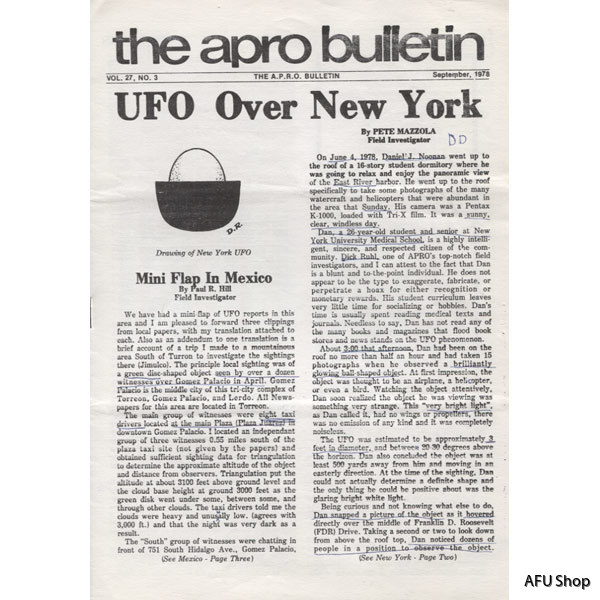 the apro bulletin
VOL. 27, NO. 3
THE A.P.R.O. BULLETIN
September, 1978
UFO Over New York
D.R.
Drawing of New York UFO
Mini Flap In Mexico
By Paul R. Hill
Field Investigator
We have had a mini-flap of UFO reports in this
area and I am pleased to forward three clippings
from local papers, with my translation attached to
each. Also as an addendum to one translation is a
brief account of a trip I made to a mountainous
area South of Turron to investigate the sightings
there (Jimulco). The principle local sighting was of
a green disc-shaped object seen by over a dozen
witnesses over Gomez Palacio in April. Gomez
Palacio is the middle city of this tri-city complex of
Torreon, Gomez Palacio, and Lerdo. All News-
papers for this area are located in Torreon.
The main group of witnesses were eight taxi
drivers located at the main Plaza (Plaza Juarez) in
downtown Gomez Palacio. I located an independant
group of three witnesses 0.55 miles south of the
plaza taxi site (not given by the papers) and
obtained sufficient sighting data for triangulation
to determine the approximate altitude of the object
and distance from observers. Triangulation put the
altitude at about 3100 feet above ground level and
the cloud base height at ground 3000 feet as the
green disk went under some, between some, and
through other clouds. The taxi drivers told me the
clouds were heavy and unusually low. (agrees with
3,000 ft.) and that the night was very dark as a
result.
The "South" group of witnesses were chatting in
front of 751 South Hidalgo Ave., Gomez Palacio,
(See Mexico - Page Three)
By PETE MAZZOLA
Field Investigator
DD
On June 4, 1978, Daniel J. Noonan went up to
the roof of a 16-story student dormitory where he
was going to relax and enjoy the panoramic view
of the East River harbor. He went up to the roof
specifically to take some photographs of the many
watercraft and helicopters that were abundant in
the area that Sunday. His camera was a Pentax
K-1000, loaded with Tri-X film. It was a sunny,
clear, windless day.
Dan, a 26-year-old student and senior at New
York University Medical School, is a highly intelli-
gent, sincere, and respected citizen of the com-
munity. Dick Ruhl, one of APRO's top-notch field
investigators, and I can attest to the fact that Dan
is a blunt and to-the-point individual. He does not
appear to be the type to exaggerate, fabricate, or
perpetrate a hoax for either recognition or
monetary rewards. His student curriculum leaves
very little time for socializing or hobbies. Dan's
time is usually spent reading medical texts and
journals. Needless to say, Dan has not read any of
the many books and magazines that flood book
stores and news stands on the UFO phenomenon.
About 3:00 that afternoon, Dan had been on the
roof no more than half an hour and had taken 15
photographs when he observed a brilliantly
glowing ball-shaped object. At first impression, the
object was thought to be an airplane, a helicopter,
or even a bird. Watching the object attentively,
Dan soon realized the object he was viewing was
something very strange. This "very bright light",
as Dan called it, had no wings or propellers, there
was no emission of any kind and it was completely
noiseless.
The UFO was estimated to be approximately 3
feet in diameter, and between 20-30 degrees above
the horizon. Dan also concluded the object was at
least 500 yards away from him and moving in an
easterly direction. At the time of the sighting, Dan
could not actually determine a definite shape and
the only thing he could be positive about was the
glaring bright white light.
Being curious and not knowing what else to do,
Dan snapped a picture of the object as it hovered
directly over the middle of Franklin D. Roosevelt
(FDR) Drive. Taking a second or two to look down
from above the roof top, Dan noticed dozens of
people in a position to observe the object.
(See New York - Page Two)
AFU Shop